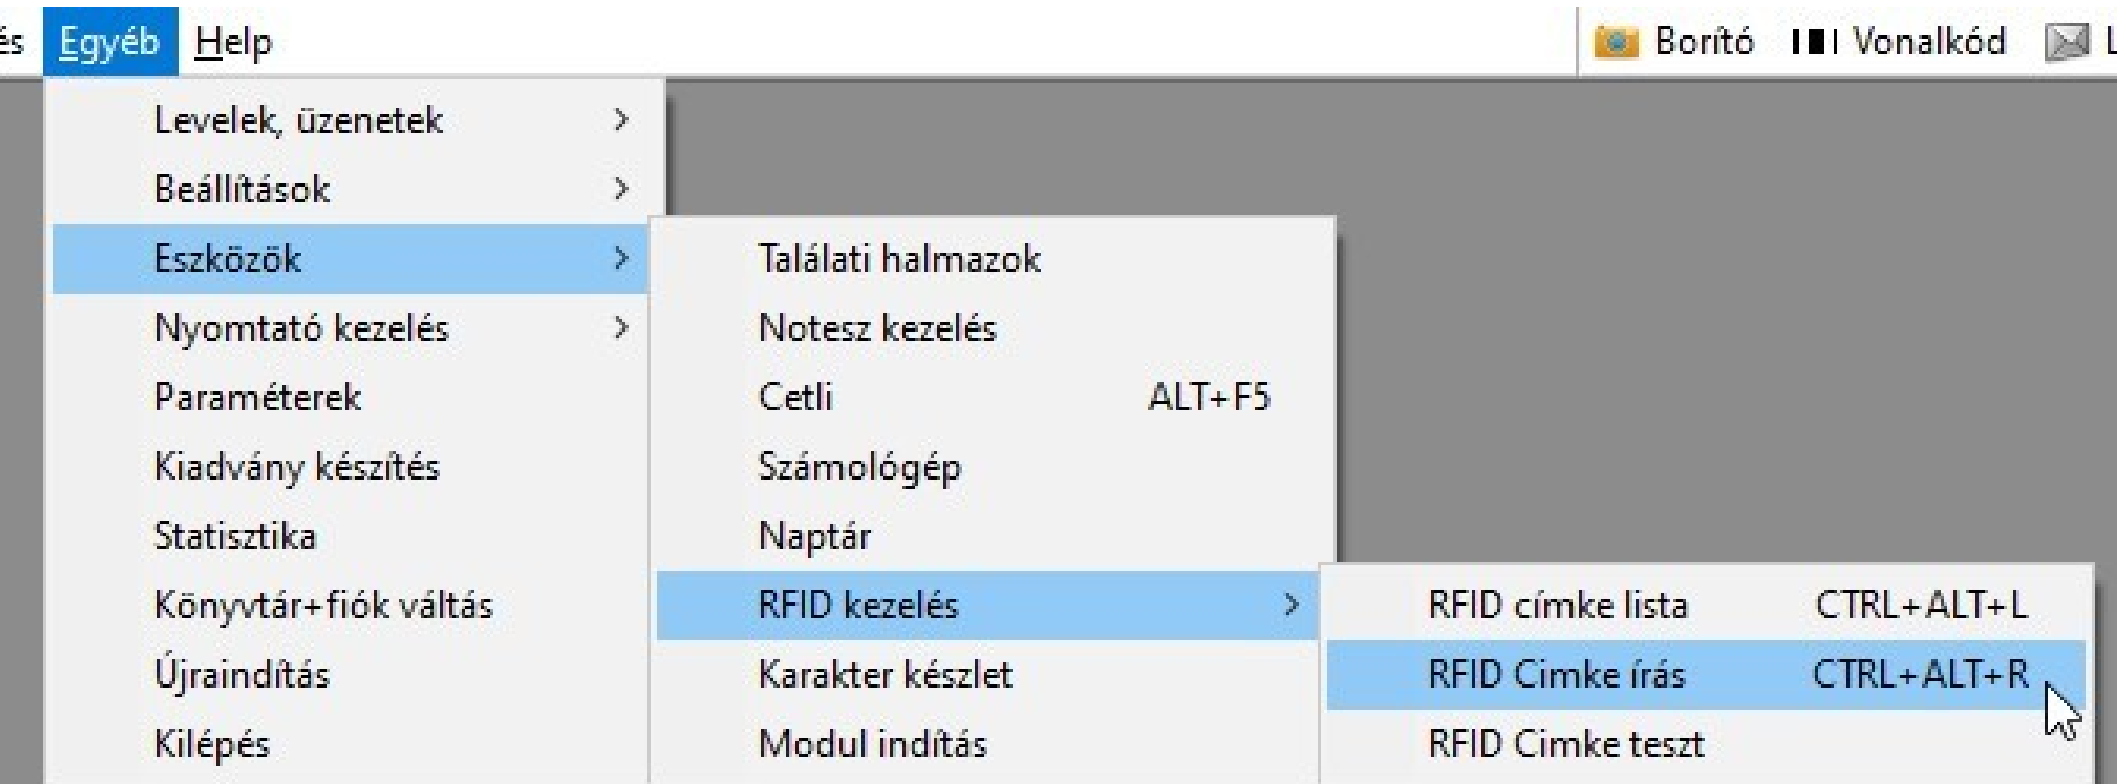 és Egyéb Help Borító Vonalkód L
Levelek, üzenetek
Beállítások
Eszközök
Nyomtató kezelés
Paraméterek
Kiadvány készítés
Statisztika
Könyvtár+fiók váltás
Újraindítás
Kilépés
Találati halmazok
Notesz kezelés
Cetli ALT+F5
Számológép
Naptár
RFID kezelés
Karakter készlet
Modul indítás
RFID címke lista CTRL+ALT+L
RFID Cimke írás CTRL+ALT+R
RFID Cimke teszt